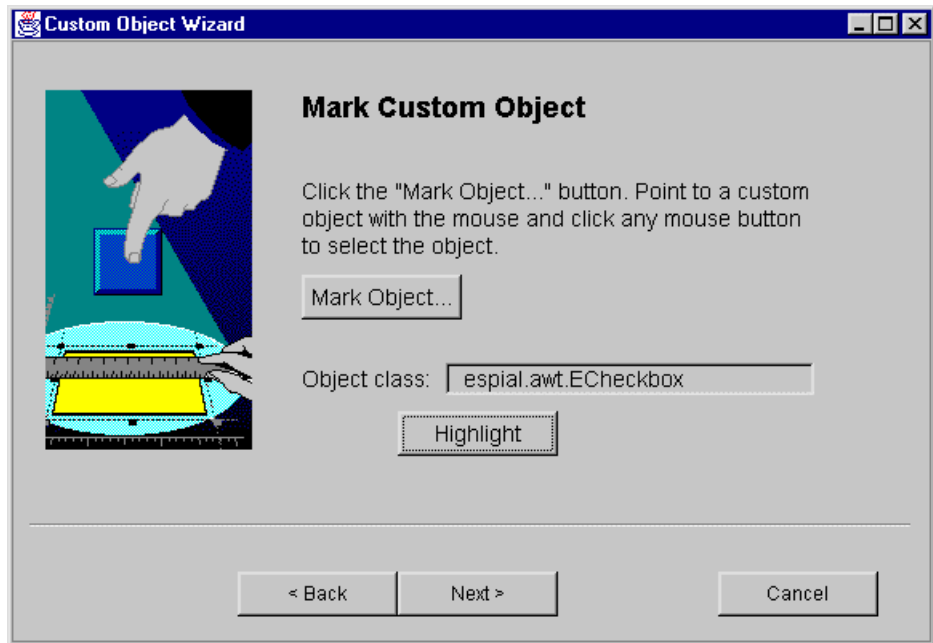 Custom Object Wizard
Mark Custom Object
Click the "Mark Object..." button. Point to a custom
object with the mouse and click any mouse button
to select the object.
Mark Object...
Object class: espial.awt.ECheckbox
Highlight
< Back Next > Cancel